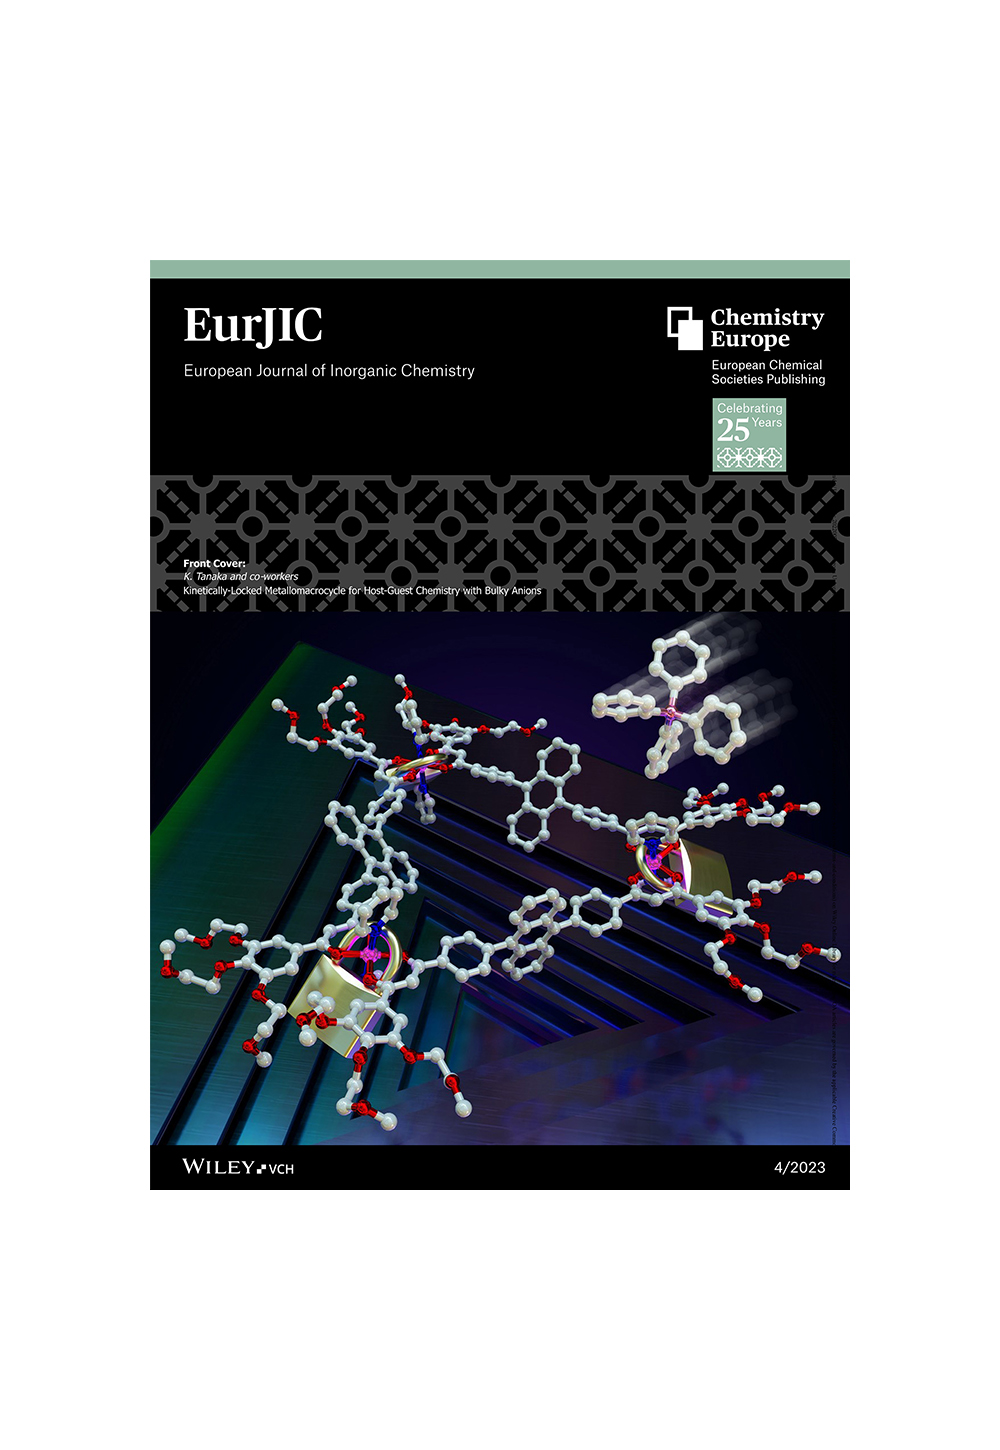 EurJIC
European Journal of Inorganic Chemistry
Chemistry
Europe
European Chemical
Societies Publishing
Celebrating
25 Years
Front Cover:
K. Tanaka and co-workers
Kinetically-Locked Metallomacrocycle for Host-Guest Chemistry with Bulky Anions
WILEY VCH
4/2023